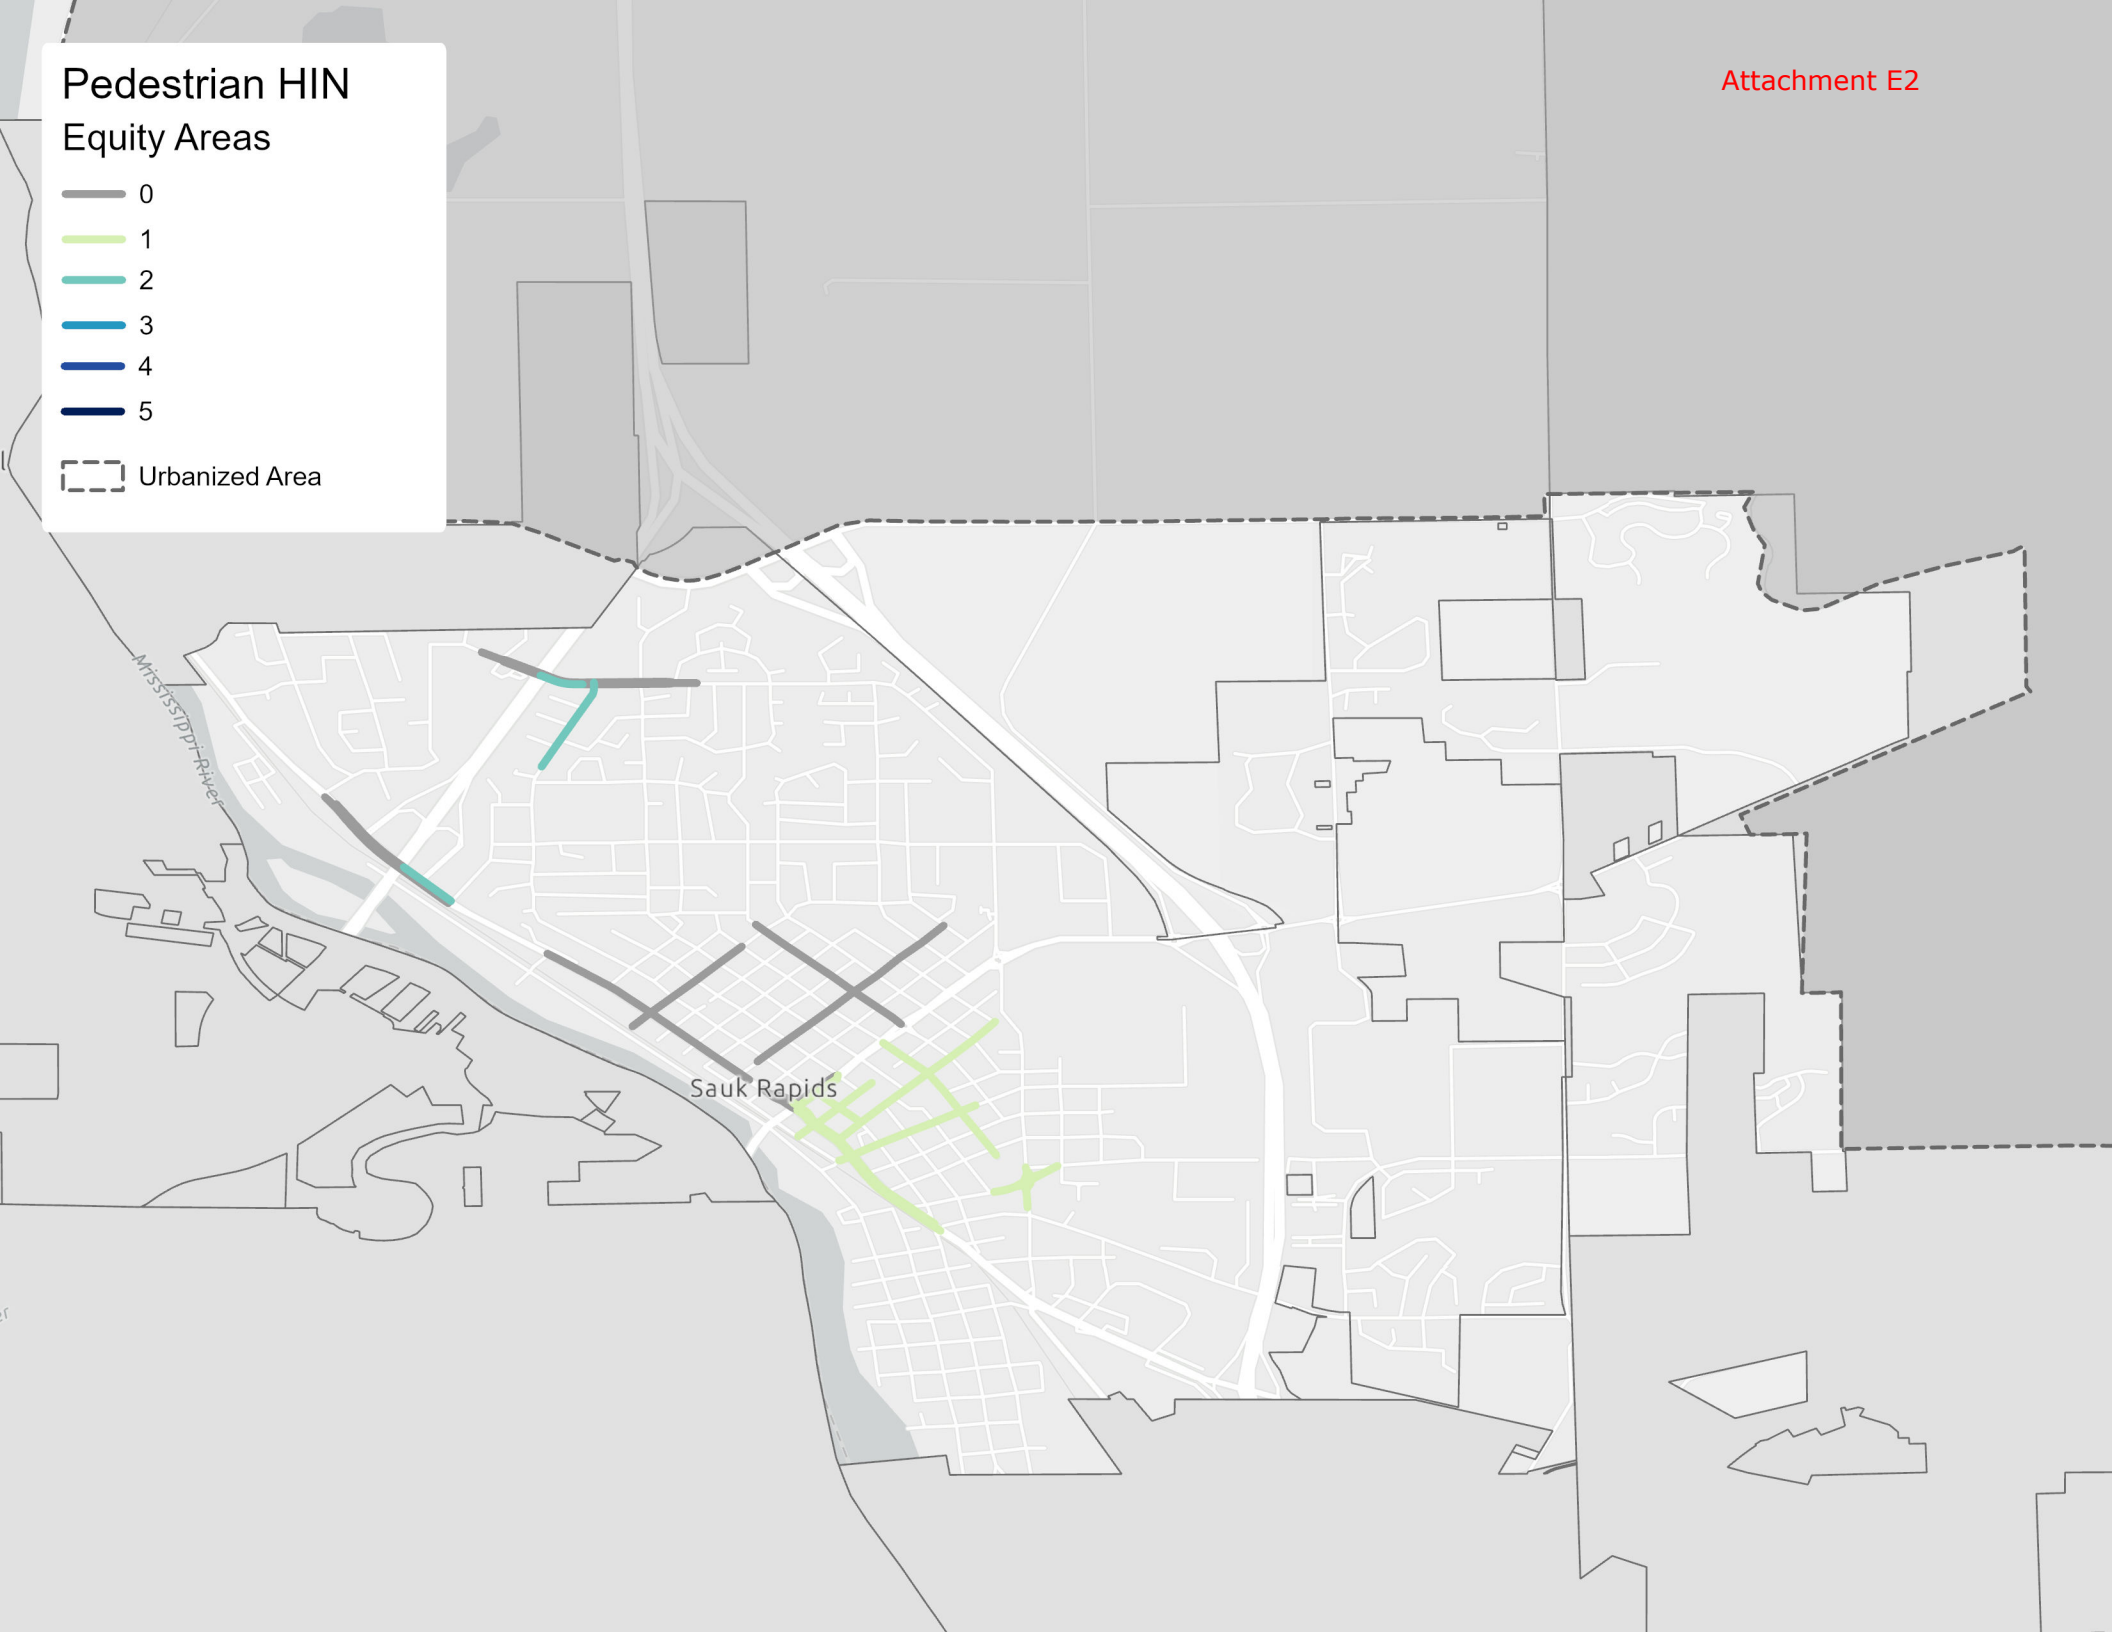 Pedestrian HIN
Equity Areas
0
1
2
3
4
5
Urbanized Area
Attachment E2
Mississippi River
Sauk Rapids